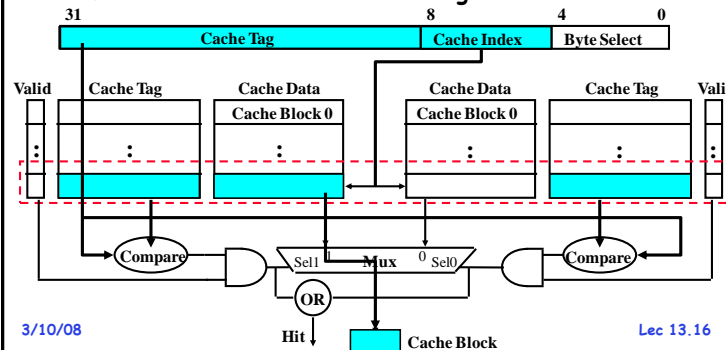 31 8 4 0
Cache Tag Cache Index Byte Select
Valid Cache Tag Cache Data Cache Data Cache Tag Vali
Cache Block 0 Cache Block 0
: : : : : :
Compare Sel1 1 Mux 0 Sel0 Compare
OR
3/10/08 Hit Cache Block Lec 13.16